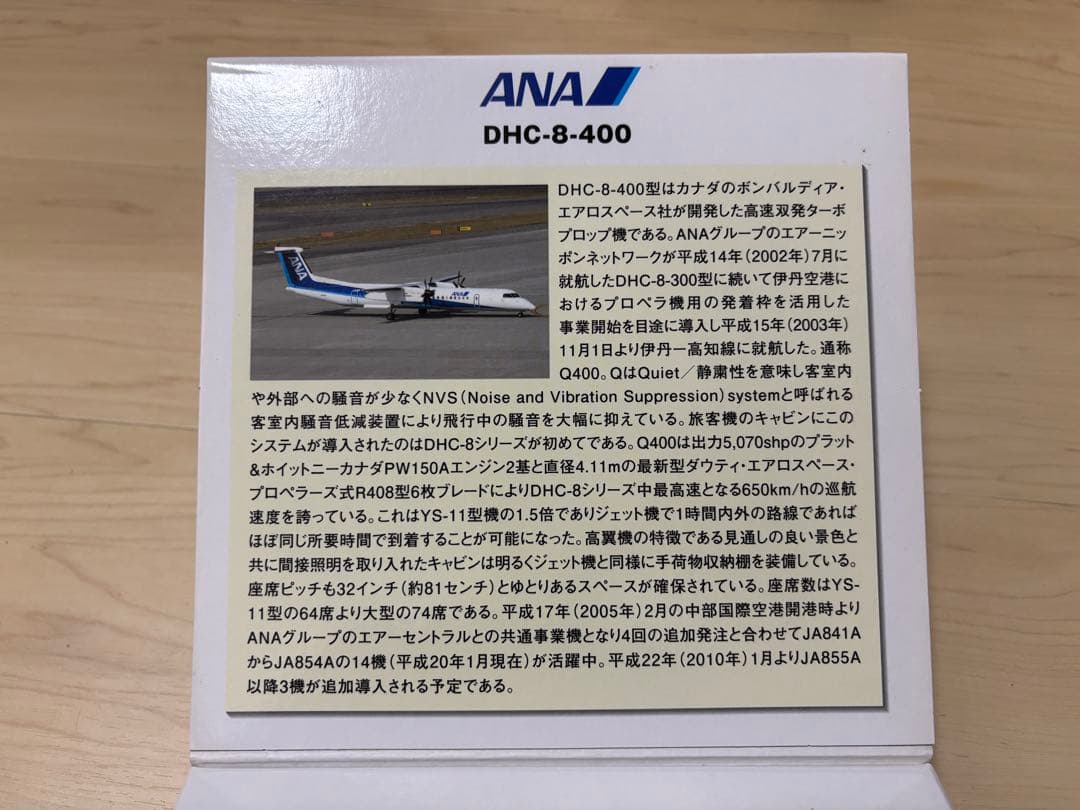 ANA
DHC-8-400
DHC-8-400型はカナダのボンバルディア・
エアロスペース社が開発した高速双発ターボ
プロップ機である。ANAグループのエアーニッ
ポンネットワークが平成14年（2002年）7月に
就航したDHC-8-300型に続いて伊丹空港に
おけるプロペラ機用の発着枠を活用した
事業開始を目途に導入し平成15年（2003年）
11月1日より伊丹ー高知線に就航した。通称
Q400。QはQuiet／静粛性を意味し客室内
や外部への騒音が少なくNVS（Noise and Vibration Suppression）systemと呼ばれる
客室内騒音低減装置により飛行中の騒音を大幅に抑えている。旅客機のキャビンにこの
システムが導入されたのはDHC-8シリーズが初めてである。Q400は出力5,070shpのプラット
&ホイットニーカナダPW150Aエンジン2基と直径4.11mの最新型ダウティ・エアロスペース・
プロペラーズ式R408型6枚ブレードによりDHC-8シリーズ中最高速となる650km/hの巡航
速度を誇っている。これはYS-11型機の1.5倍でありジェット機で1時間内外の路線であれば
ほぼ同じ所要時間で到着することが可能になった。高翼機の特徴である見通しの良い景色と
共に間接照明を取り入れたキャビンは明るくジェット機と同様に手荷物収納棚を装備している。
座席ピッチも32インチ（約81センチ）とゆとりあるスペースが確保されている。座席数はYS-
11型の64席より大型の74席である。平成17年（2005年）2月の中部国際空港開港時より
ANAグループのエアーセントラルとの共通事業機となり4回の追加発注と合わせてJA841A
からJA854Aの14機（平成20年1月現在）が活躍中。平成22年（2010年）1月よりJA855A
以降3機が追加導入される予定である。
ANA
ANA